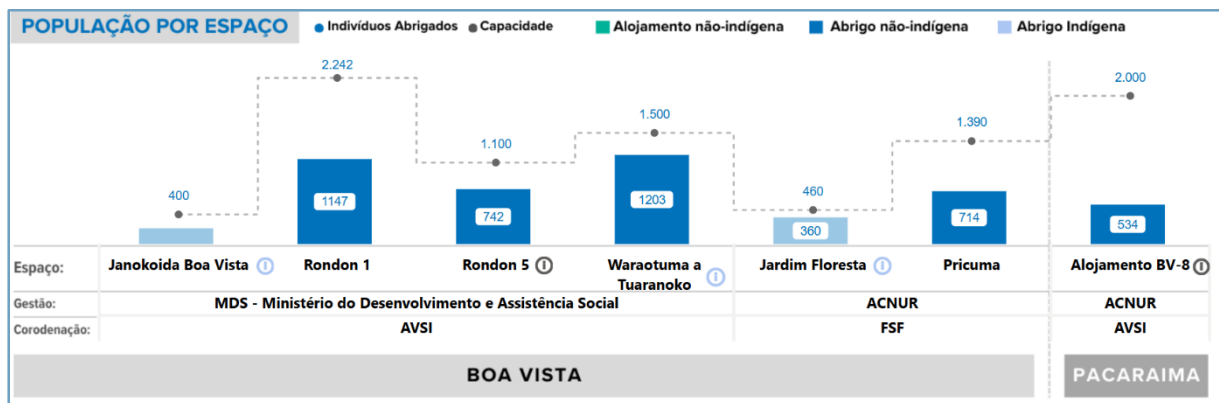 POPULAÇÃO POR ESPAÇO Indivíduos Abrigados Capacidade Alojamento não-indígena Abrigo não-indígena Abrigo Indígena
2.242
2.000
1.500
1.390
1.100
400
460
1147
1203
742
714
534
360
Espaço: Janokoida Boa Vista Rondon 1 Rondon 5 Waraotuma a Tuaranoko Jardim Floresta Pricuma Alojamento BV-8
Gestão: MDS - Ministério do Desenvolvimento e Assistência Social ACNUR ACNUR
Corodenação: AVSI FSF AVSI
BOA VISTA PACARAIMA